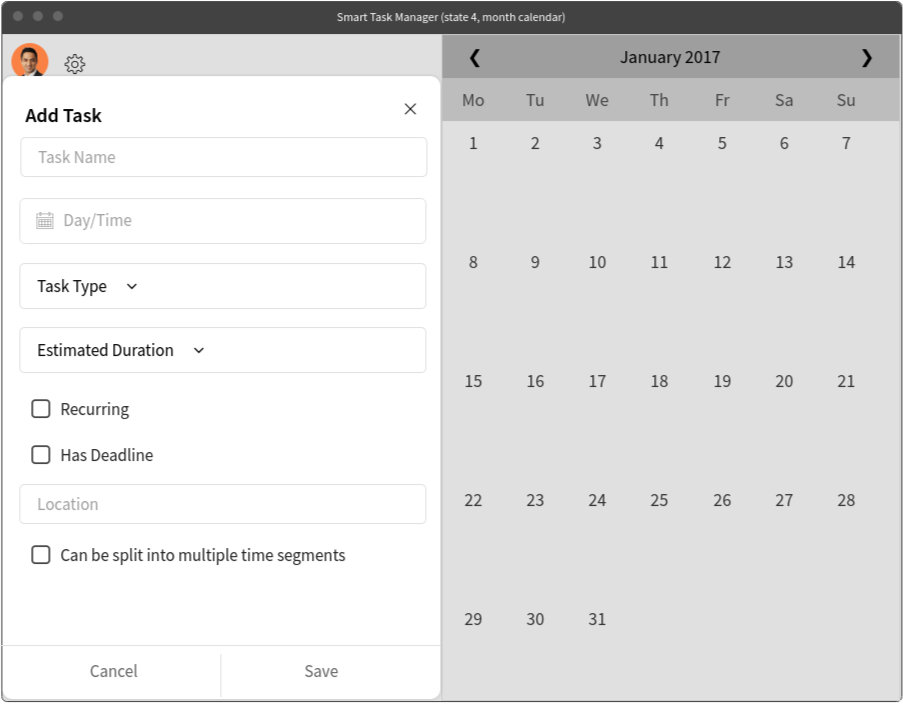 Smart Task Manager (state 4, month calendar)
Add Task
Task Name
Day/Time
Task Type
Estimated Duration
Recurring
Has Deadline
Location
Can be split into multiple time segments
Cancel Save
❮ January 2017 ❯
Mo Tu We Th Fr Sa Su
1 2 3 4 5 6 7
8 9 10 11 12 13 14
15 16 17 18 19 20 21
22 23 24 25 26 27 28
29 30 31